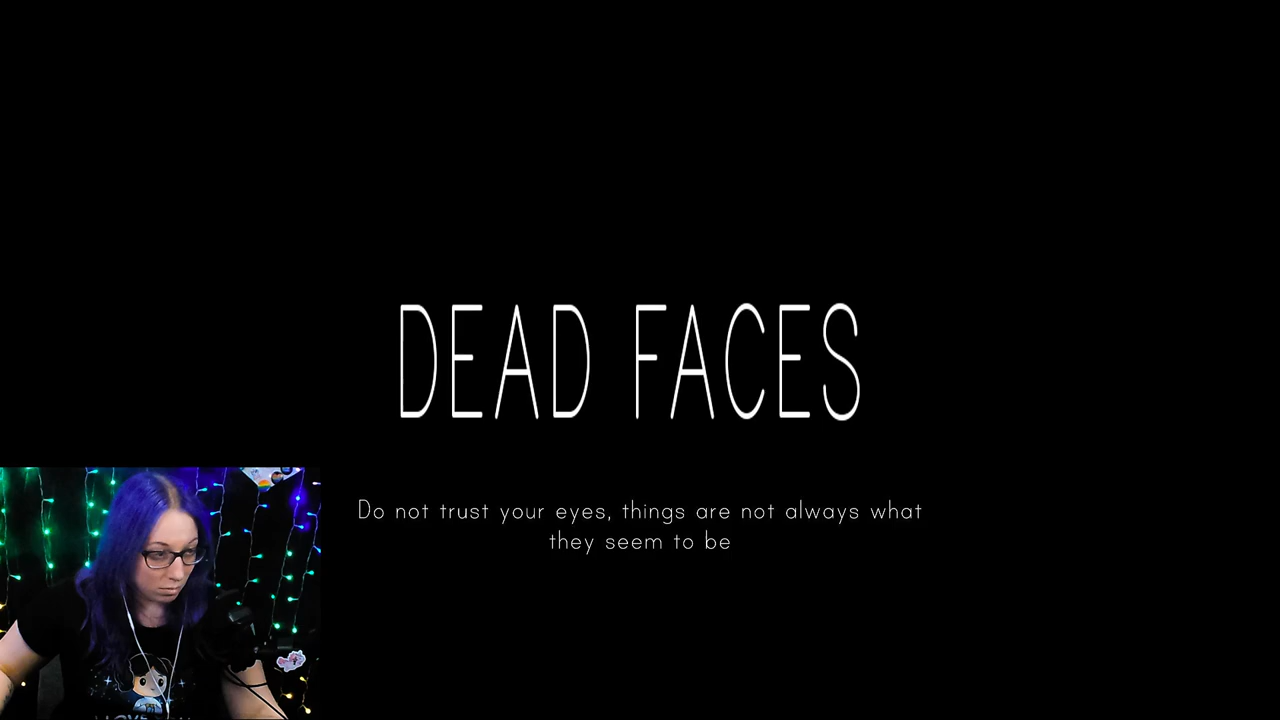 DEAD FACES
Do not trust your eyes, things are not always what
they seem to be